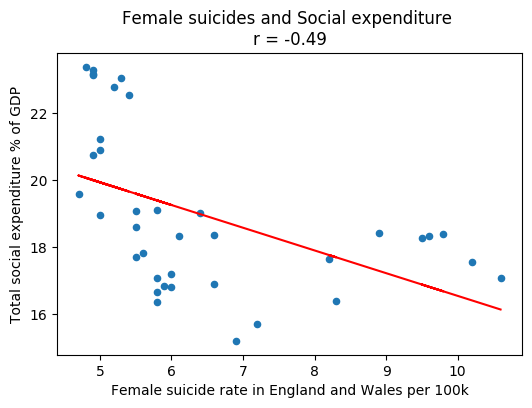 Female suicides and Social expenditure
r = -0.49
Total social expenditure % of GDP
22
20
18
16
5
6
7
8
9
10
Female suicide rate in England and Wales per 100k